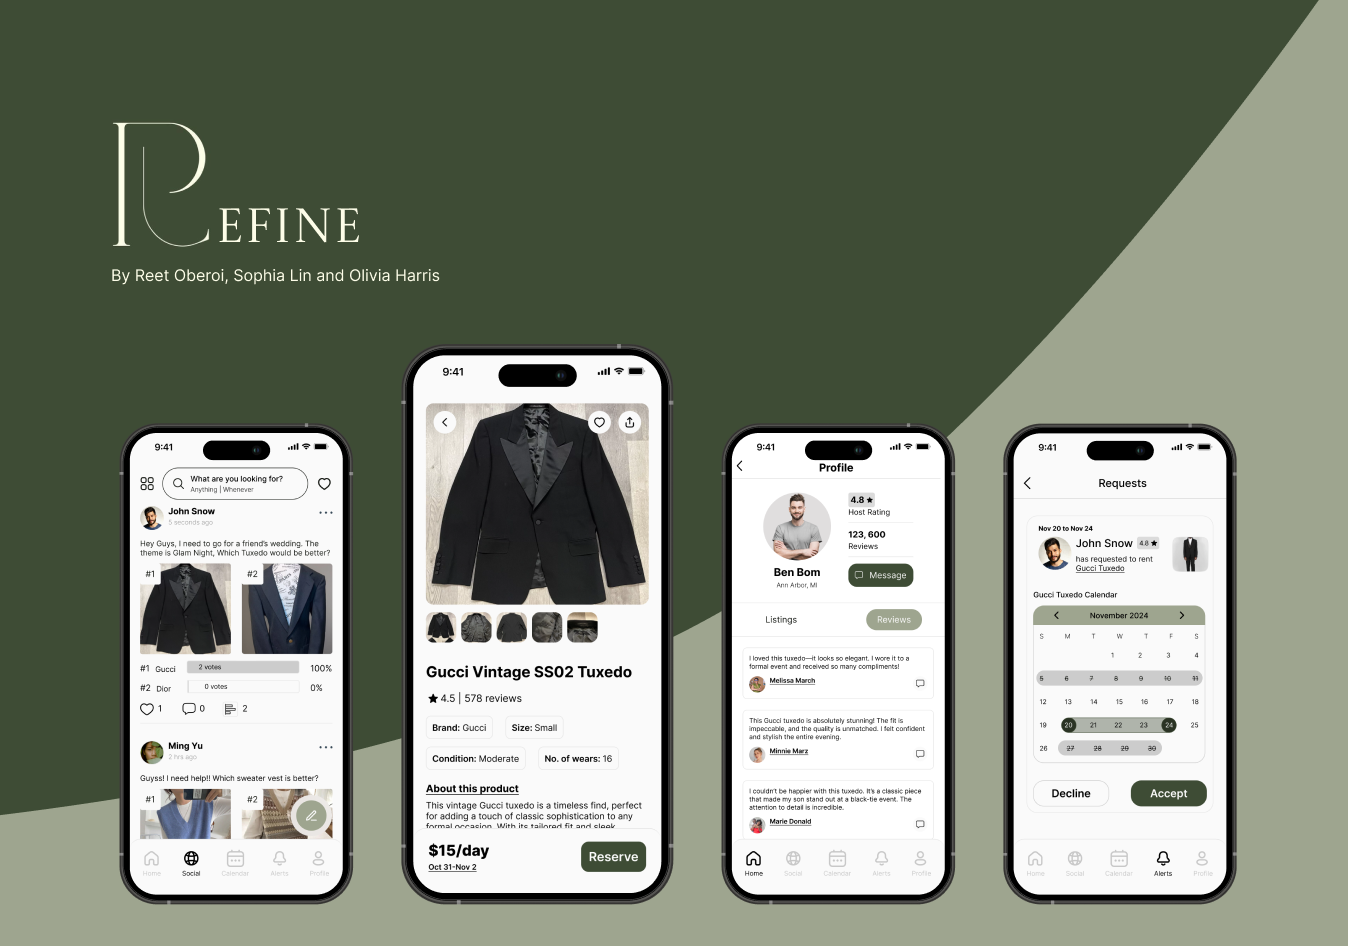 REFINE
By Reet Oberoi, Sophia Lin and Olivia Harris
9:41
What are you looking for?
Anything | Whenever
John Snow
5 seconds ago
Hey Guys, I need to go for a friend's wedding. The
theme is Glam Night, Which Tuxedo would be better?
#1
#2
#1 Gucci 2 votes 100%
#2 Dior 0 votes 0%
1 0 2
Ming Yu
2 hrs ago
Guyss! I need help!! Which sweater vest is better?
#1
#2
Home Social Calendar Alerts Profile
9:41
Gucci Vintage SS02 Tuxedo
4.5 | 578 reviews
Brand: Gucci Size: Small
Condition: Moderate No. of wears: 16
About this product
This vintage Gucci tuxedo is a timeless find, perfect
for adding a touch of classic sophistication to any
formal occasion. With its tailored fit and sleek
$15/day
Oct 31-Nov 2
Reserve
9:41
Profile
4.8
Host Rating
123, 600
Reviews
Message
Ben Bom
Ann Arbor, MI
Listings Reviews
I loved this tuxedo—it looks so elegant. I wore it to a
formal event and received so many compliments!
Melissa March
This Gucci tuxedo is absolutely stunning! The fit is
impeccable, and the quality is unmatched. I felt confident
and stylish the entire evening.
Minnie Marz
I couldn't be happier with this tuxedo. It's a classic piece
that made my son stand out at a black-tie event. The
attention to detail is incredible.
Marie Donald
Home Social Calendar Alerts Profile
9:41
Requests
Nov 20 to Nov 24
John Snow 4.8
has requested to rent
Gucci Tuxedo
Gucci Tuxedo Calendar
November 2024
S M T W T F S
1 2 3 4
5 6 7 8 9 10 11
12 13 14 15 16 17 18
19 20 21 22 23 24 25
26 27 28 29 30
Decline Accept
Home Social Calendar Alerts Profile